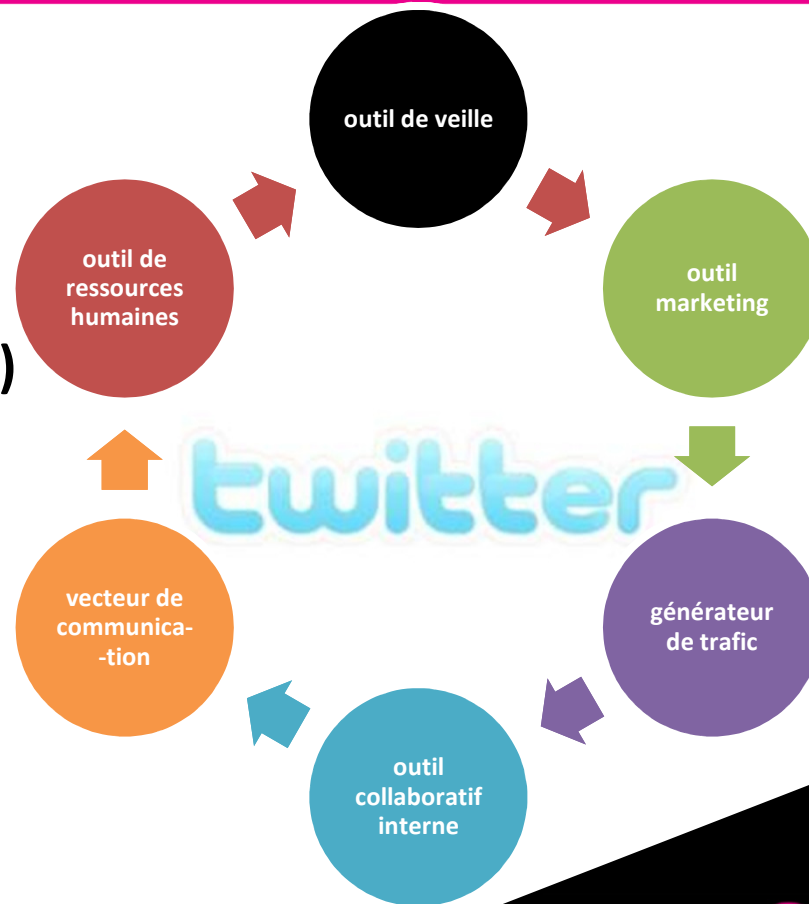 outil de veille
outil
marketing
générateur
de trafic
outil
collaboratif
interne
vecteur de
communica-
-tion
outil de
ressources
humaines
)
twitter